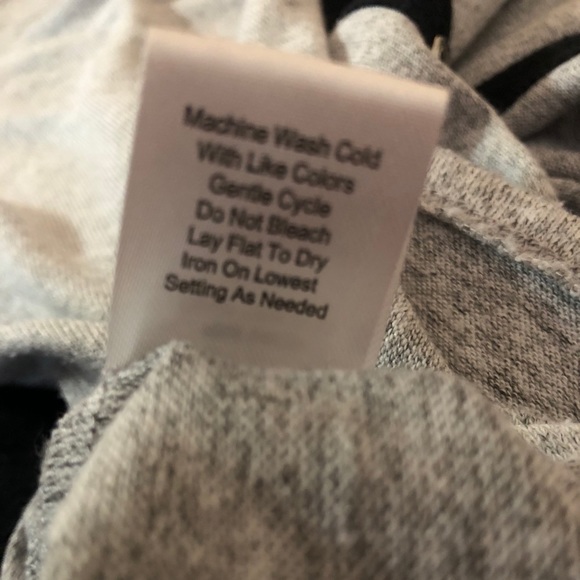 Machine Wash Cold
With Like Colors
Gentle Cycle
Do Not Bleach
Lay Flat To Dry
Iron On Lowest
Setting As Needed